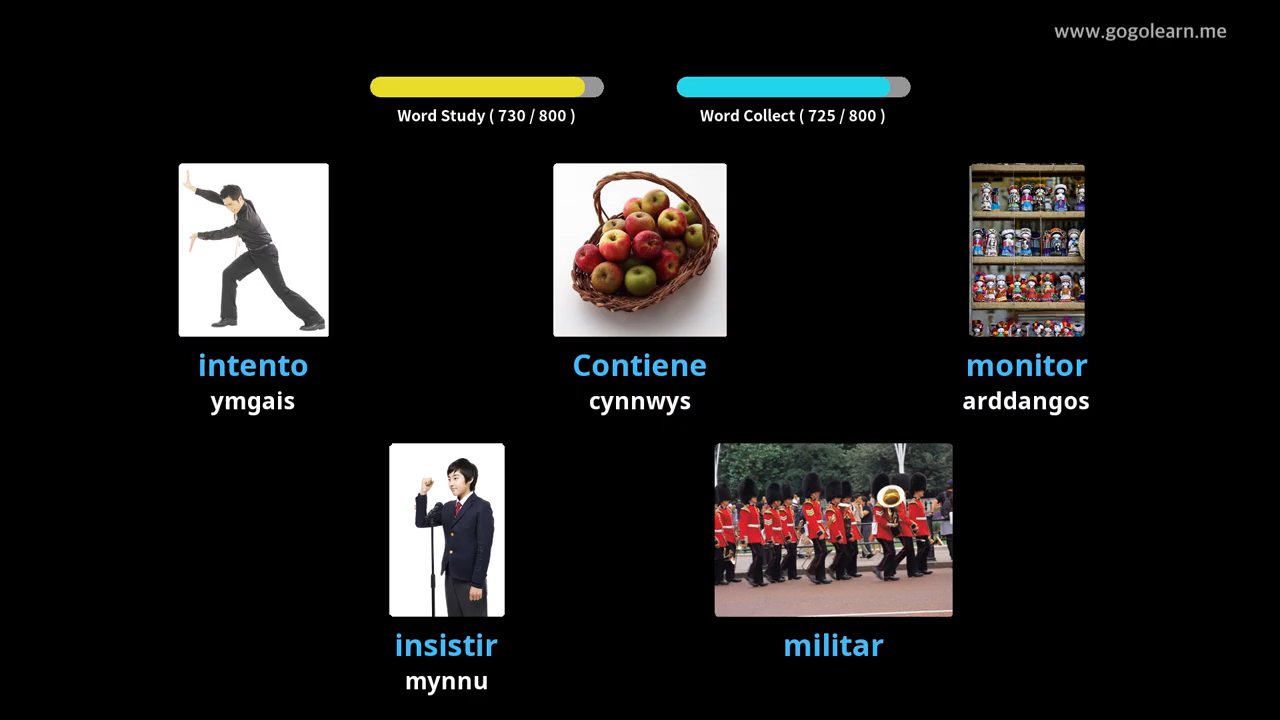 www.gogolearn.me
Word Study ( 730 / 800 )
Word Collect ( 725 / 800 )
intento
ymgais
Contiene
cynnwys
monitor
arddangos
insistir
mynnu
militar